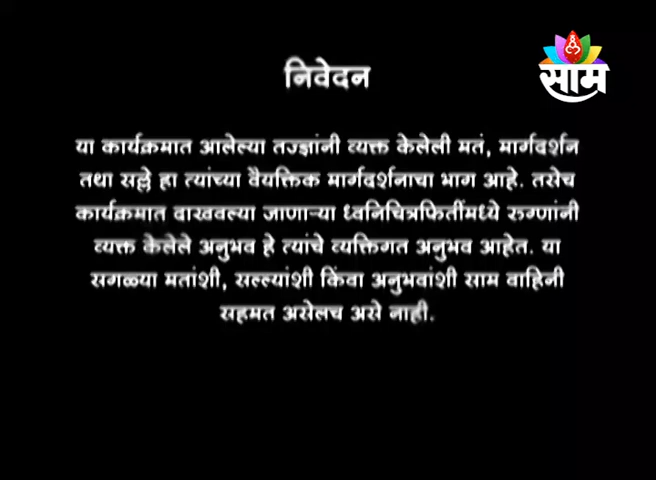 निवेदन
साम
या कार्यक्रमात आलेल्या तज्ज्ञांनी व्यक्त केलेली मतं, मार्गदर्शन
तथा सल्ले हा त्यांच्या वैयक्तिक मार्गदर्शनाचा भाग आहे. तसेच
कार्यक्रमात दाखवल्या जाणाऱ्या ध्वनिचित्रफितींमध्ये रुग्णांनी
व्यक्त केलेले अनुभव हे त्यांचे व्यक्तिगत अनुभव आहेत. या
सगळ्या मतांशी, सल्ल्यांशी किंवा अनुभवांशी साम वाहिनी
सहमत असेलच असे नाही.